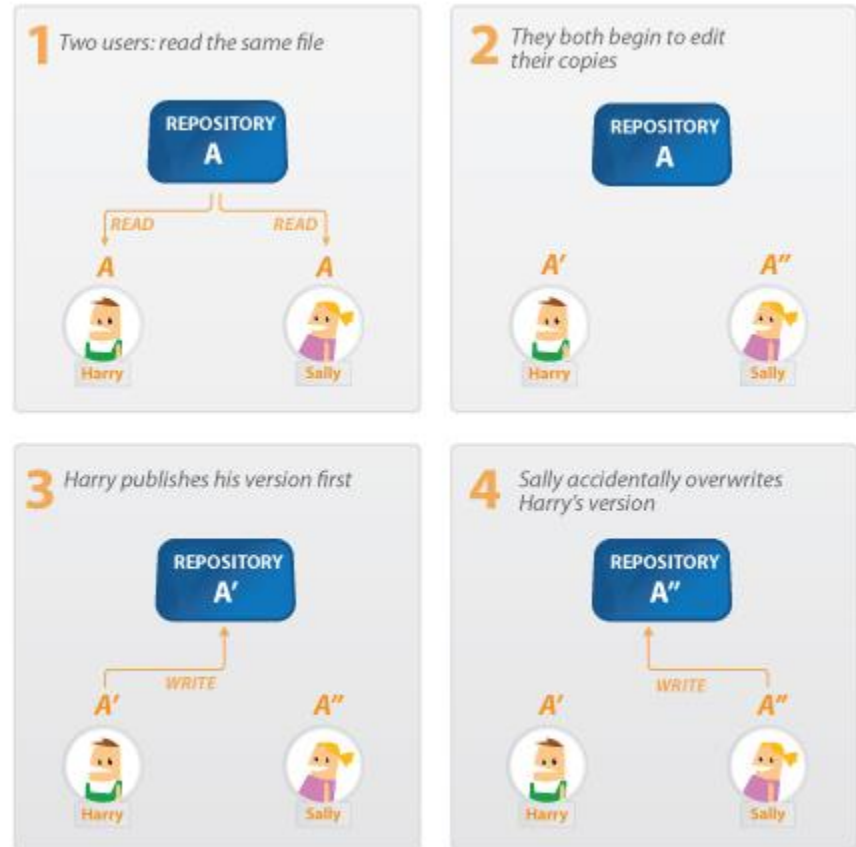 1 Two users: read the same file
REPOSITORY
A
READ READ
A A
Harry Sally
2 They both begin to edit
their copies
REPOSITORY
A
A′ A″
Harry Sally
3 Harry publishes his version first
REPOSITORY
A′
WRITE
A′ A″
Harry Sally
4 Sally accidentally overwrites
Harry's version
REPOSITORY
A″
WRITE
A′ A″
Harry Sally